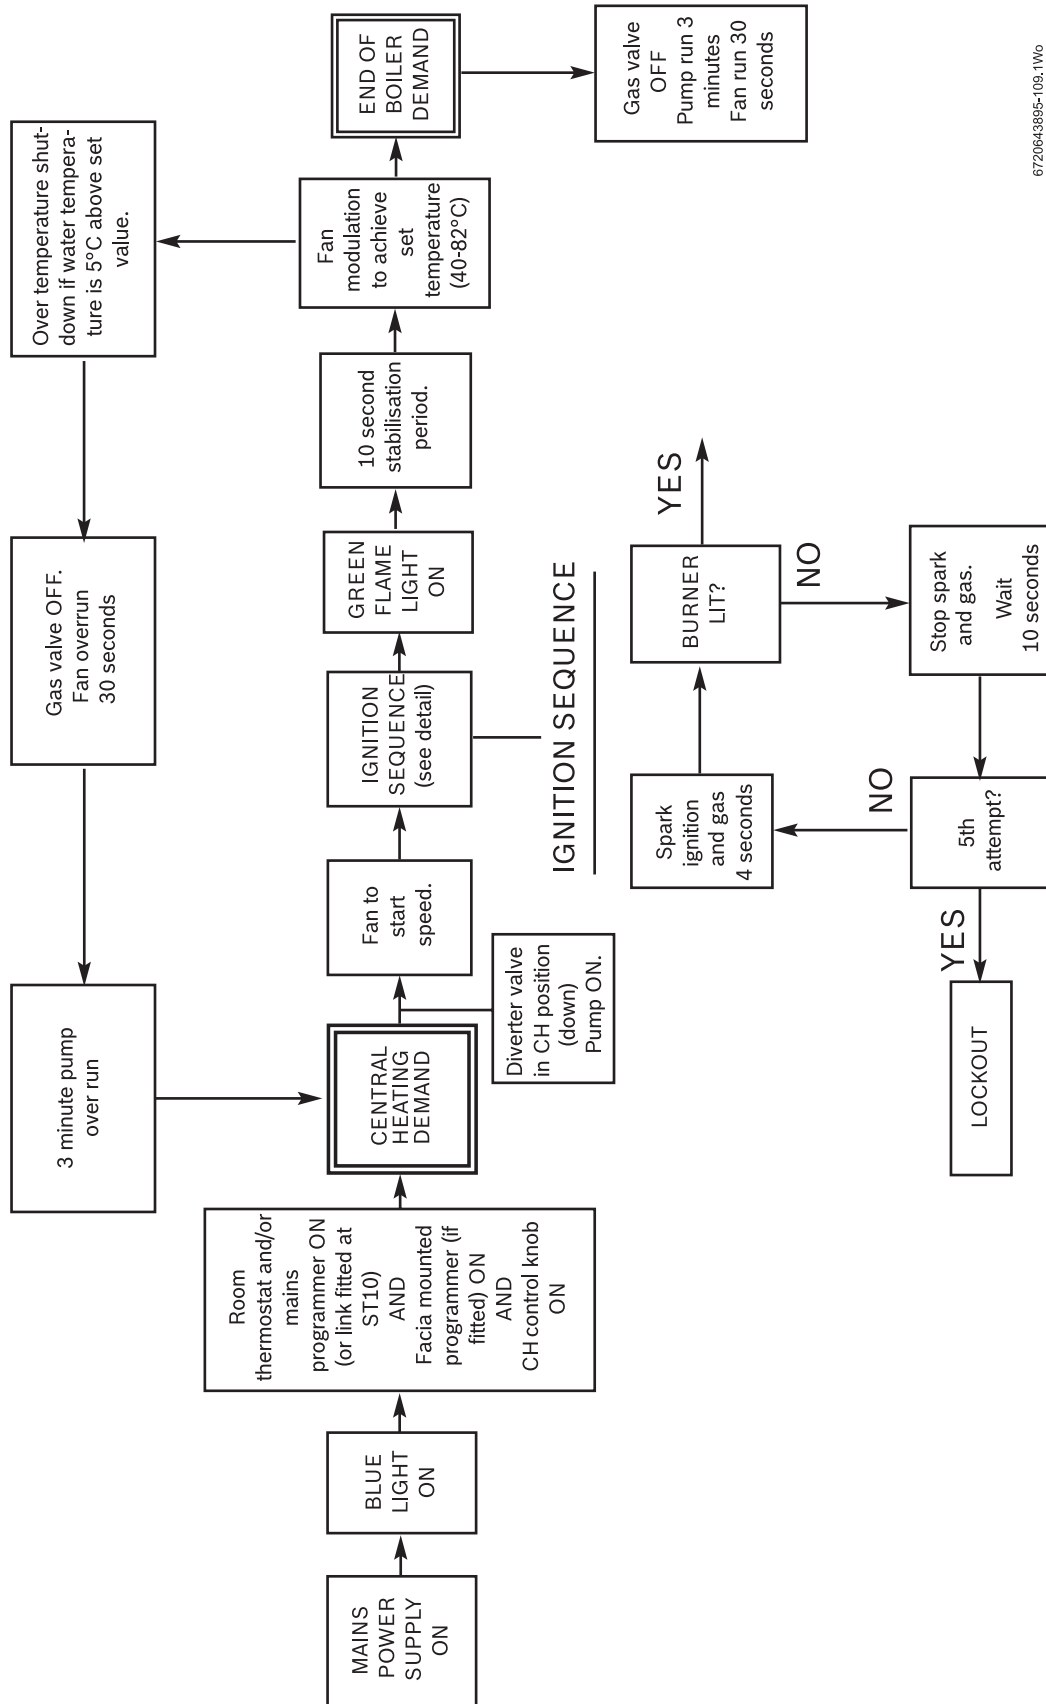 MAINS
POWER
SUPPLY
ON
BLUE
LIGHT
ON
Room
thermostat and/or
mains
programmer ON
(or link fitted at
ST10)
AND
Facia mounted
programmer (if
fitted) ON
AND
CH control knob
ON
CENTRAL
HEATING
DEMAND
Diverter valve
in CH position
(down)
Pump ON.
Fan to
start
speed.
IGNITION
SEQUENCE
(see detail)
GREEN
FLAME
LIGHT
ON
10 second
stabilisation
period.
Fan
modulation
to achieve
set
temperature
(40-82°C)
END OF
BOILER
DEMAND
Gas valve
OFF
Pump run 3
minutes
Fan run 30
seconds
Over temperature shut-
down if water tempera-
ture is 5°C above set
value.
Gas valve OFF.
Fan overrun
30 seconds
3 minute pump
over run
IGNITION SEQUENCE
Spark
ignition
and gas
4 seconds
BURNER
LIT?
YES
NO
Stop spark
and gas.
Wait
10 seconds
5th
attempt?
NO
YES
LOCKOUT
6720643895-109.1Wo